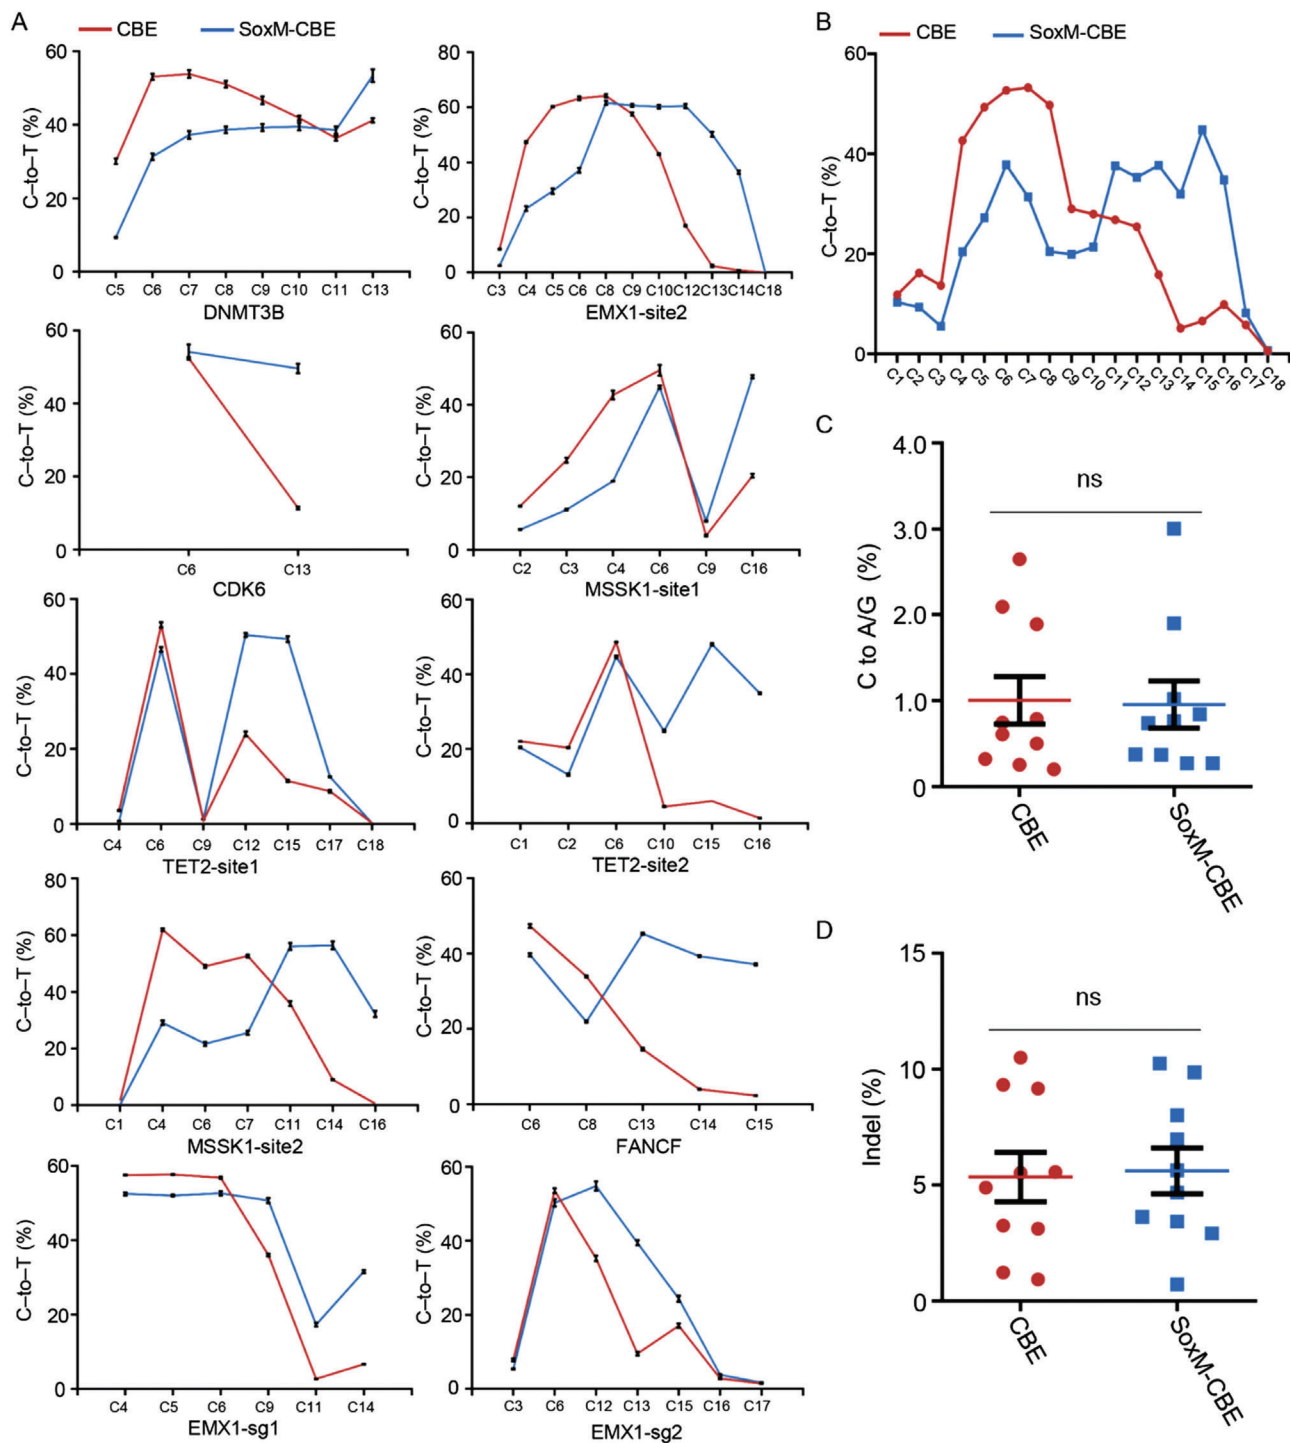 A
CBE
SoxM-CBE
C–to–T (%)
60
40
20
0
C5 C6 C7 C8 C9 C10 C11 C13
DNMT3B
C–to–T (%)
80
60
40
20
0
C3 C4 C5 C6 C8 C9 C10 C12 C13 C14 C18
EMX1-site2
C–to–T (%)
60
40
20
0
C6 C13
CDK6
C–to–T (%)
60
40
20
0
C2 C3 C4 C6 C9 C16
MSSK1-site1
C–to–T (%)
60
40
20
0
C4 C6 C9 C12 C15 C17 C18
TET2-site1
C–to–T (%)
60
40
20
0
C1 C2 C6 C10 C15 C16
TET2-site2
C–to–T (%)
80
60
40
60
80
0
C1 C4 C6 C7 C11 C14 C16
MSSK1-site2
C–to–T (%)
60
40
20
0
C6 C8 C13 C14 C15
FANCF
C–to–T (%)
60
40
20
0
C4 C5 C6 C9 C11 C14
EMX1-sg1
C–to–T (%)
60
40
20
0
C3 C6 C12 C13 C15 C16 C17
EMX1-sg2
B
CBE
SoxM-CBE
C–to–T (%)
60
40
20
0
C1 C2 C3 C4 C5 C6 C7 C8 C9 C10 C11 C12 C13 C14 C15 C16 C17 C18
C
C to A/G (%)
4.0
3.0
2.0
1.0
0
ns
CBE
SoxM-CBE
D
Indel (%)
15
10
5
0
ns
CBE
SoxM-CBE